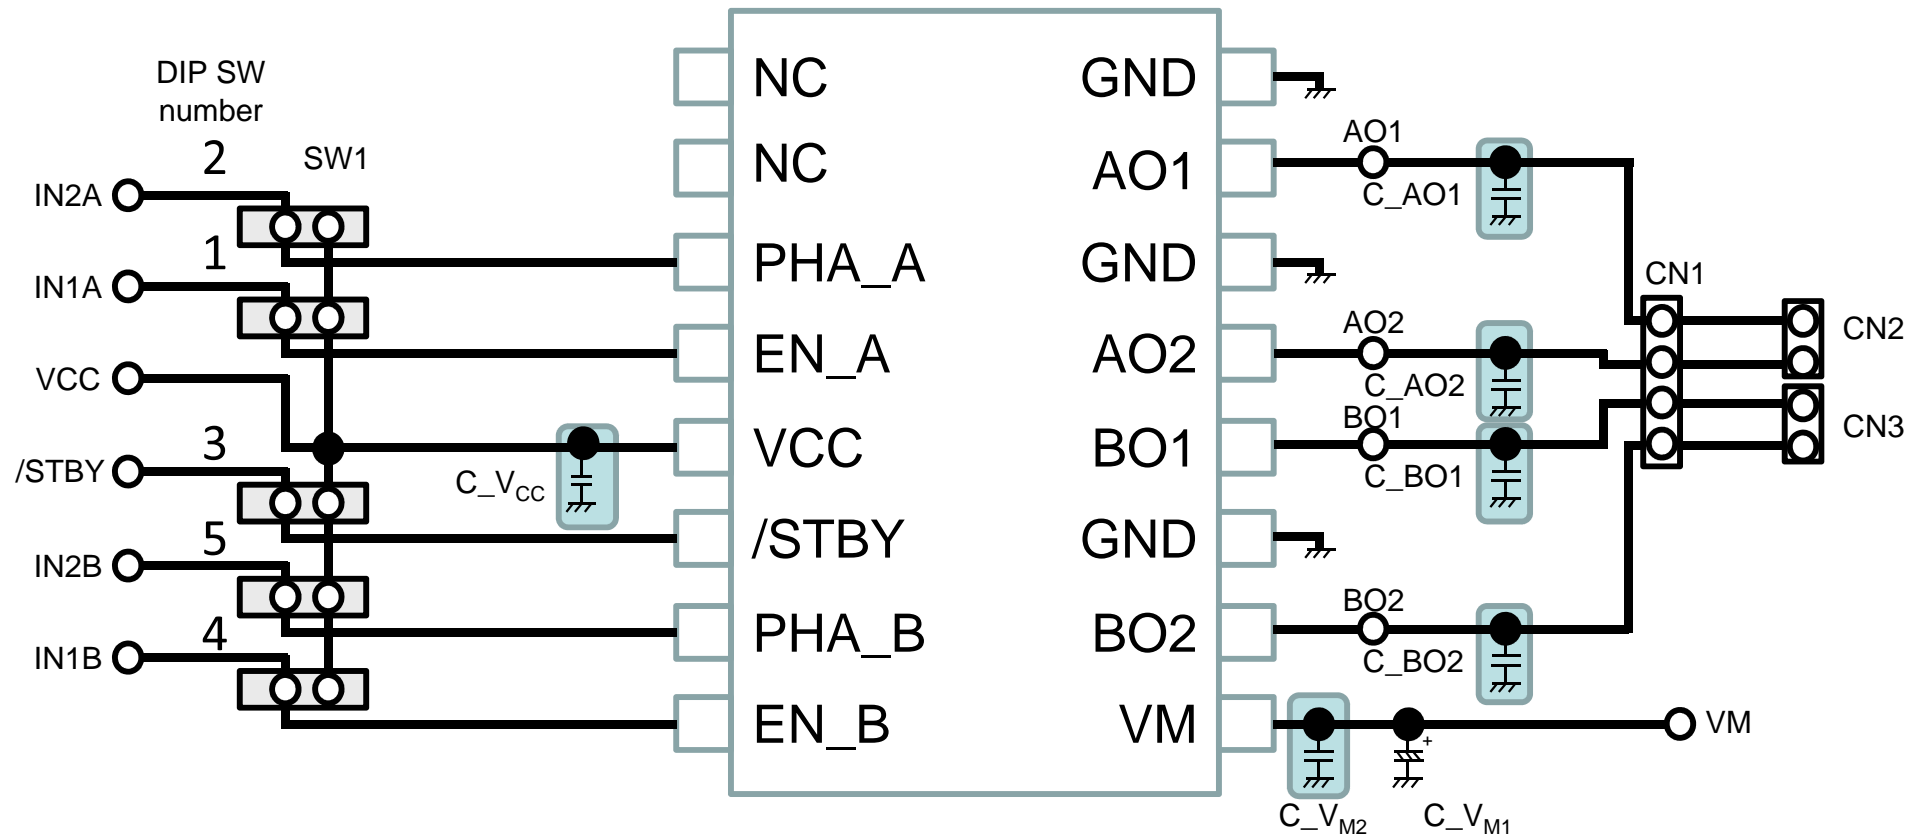 DIP SW
number
2
SW1
IN2A
1
IN1A
VCC
3
/STBY
5
IN2B
4
IN1B
C_VCC
NC
NC
PHA_A
EN_A
VCC
/STBY
PHA_B
EN_B
GND
AO1
GND
AO2
BO1
GND
BO2
VM
AO1
C_AO1
AO2
C_AO2
BO1
C_BO1
BO2
C_BO2
CN1
CN2
CN3
VM
+
C_VM2
C_VM1